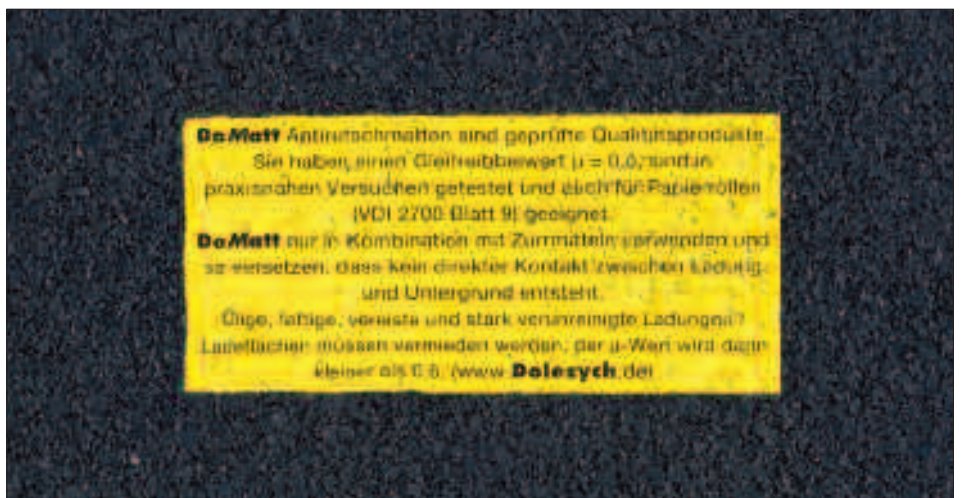 DoMatt Antirutschmatten sind geprüfte Qualitätsprodukte.
Sie haben einen Gleitreibbeiwert µ = 0,6, sind in
praxisnahen Versuchen getestet und auch für Papierrollen
(VDI 2700 Blatt 9) geeignet.
DoMatt nur in Kombination mit Zurrmitteln verwenden und
so versetzen, dass kein direkter Kontakt zwischen Ladung
und Untergrund entsteht.
Ölige, fettige, vereiste und stark verunreinigte Ladungen/
Ladeflächen müssen vermieden werden, der µ-Wert wird dann
kleiner als 0,6. (www.Dolezych.de)